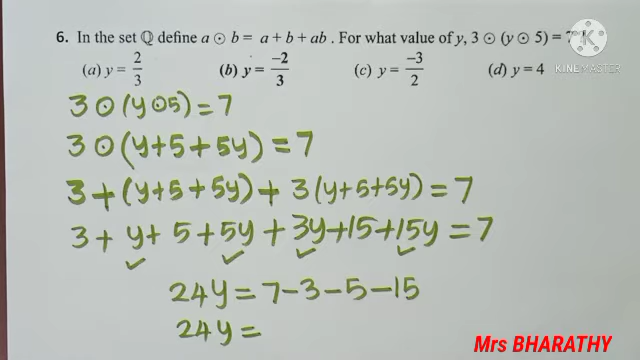 6. In the set ℚ define a ⊙ b = a + b + ab . For what value of y, 3 ⊙ (y ⊙ 5) = 7
(a) y = 2/3 (b) y = -2/3 (c) y = -3/2 (d) y = 4
KINEMASTER
3 ⊙ (y ⊙ 5) = 7
3 ⊙ (y + 5 + 5y) = 7
3 + (y + 5 + 5y) + 3 (y + 5 + 5y) = 7
3 + y + 5 + 5y + 3y + 15 + 15y = 7
24y = 7 - 3 - 5 - 15
24y =
Mrs BHARATHY